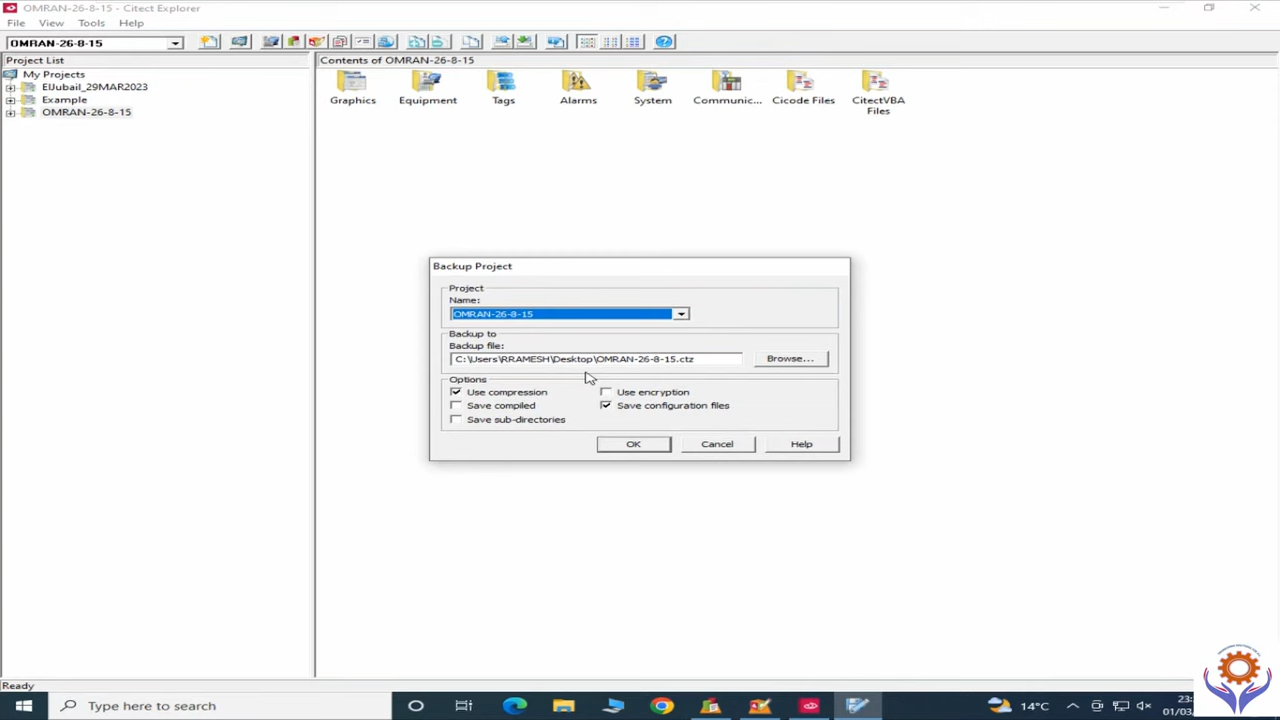 OMRAN-26-8-15 - Citect Explorer
File View Tools Help
OMRAN-26-8-15
Project List
My Projects
ElJubail_29MAR2023
Example
OMRAN-26-8-15
Contents of OMRAN-26-8-15
Graphics
Equipment
Tags
Alarms
System
Communic...
Cicode Files
CitectVBA
Files
Backup Project
Project
Name:
OMRAN-26-8-15
Backup to
Backup file:
C:\Users\RRAMESH\Desktop\OMRAN-26-8-15.ctz
Browse...
Options
Use compression
Use encryption
Save compiled
Save configuration files
Save sub-directories
OK
Cancel
Help
Ready
Type here to search
14°C
23:
01/03